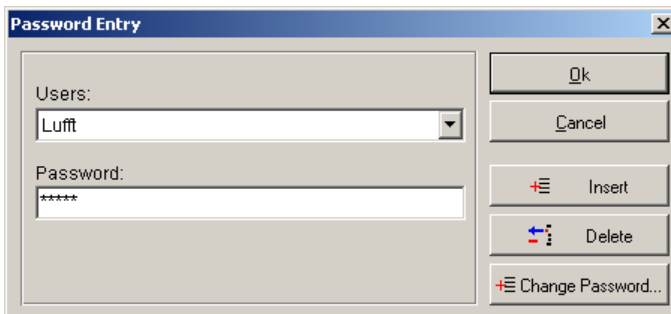 Password Entry
Users:
Lufft
Password:
*****
Ok
Cancel
Insert
Delete
Change Password...